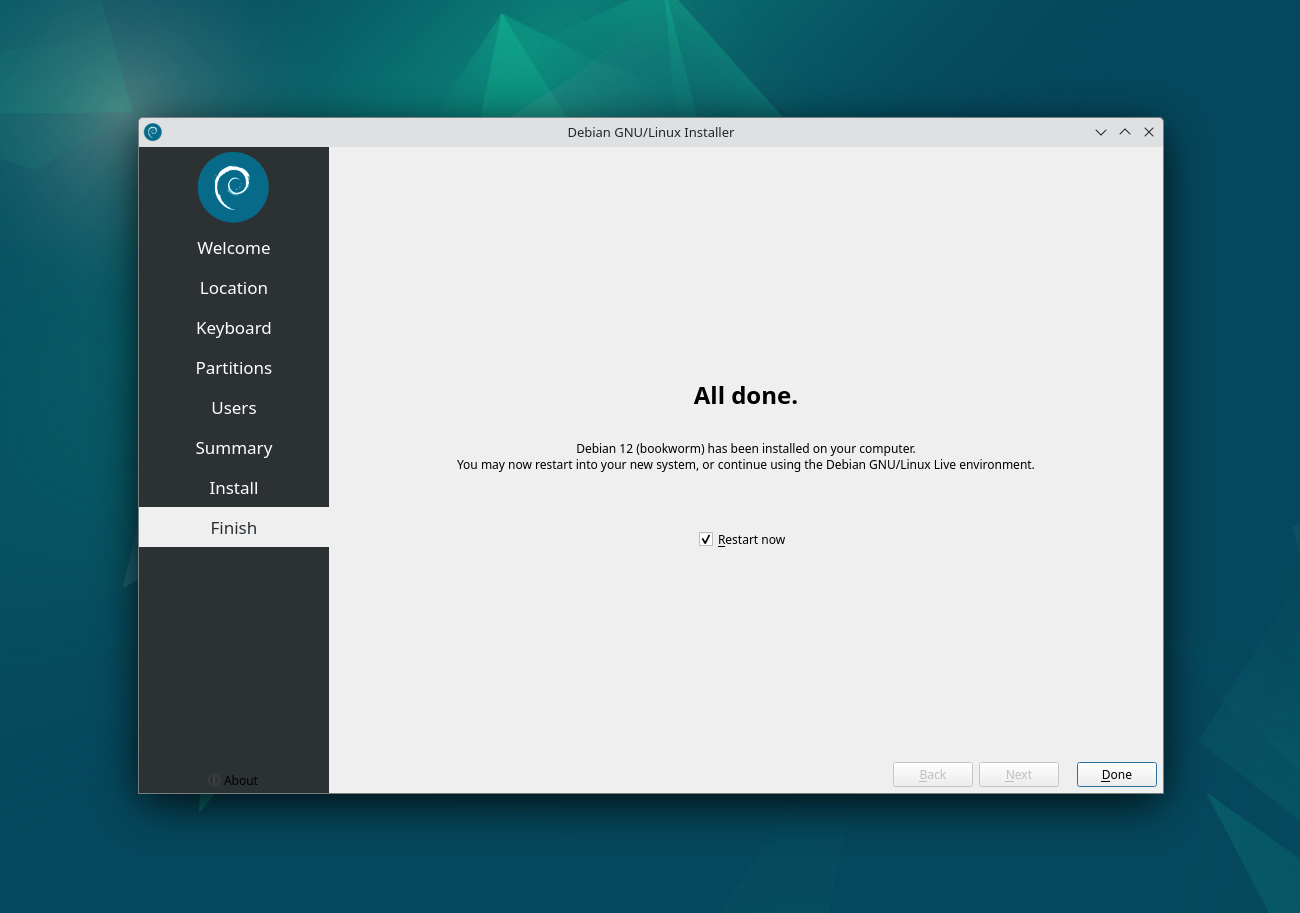 Debian GNU/Linux Installer
Welcome
Location
Keyboard
Partitions
Users
Summary
Install
Finish
About
All done.
Debian 12 (bookworm) has been installed on your computer.
You may now restart into your new system, or continue using the Debian GNU/Linux Live environment.
Restart now
Back
Next
Done